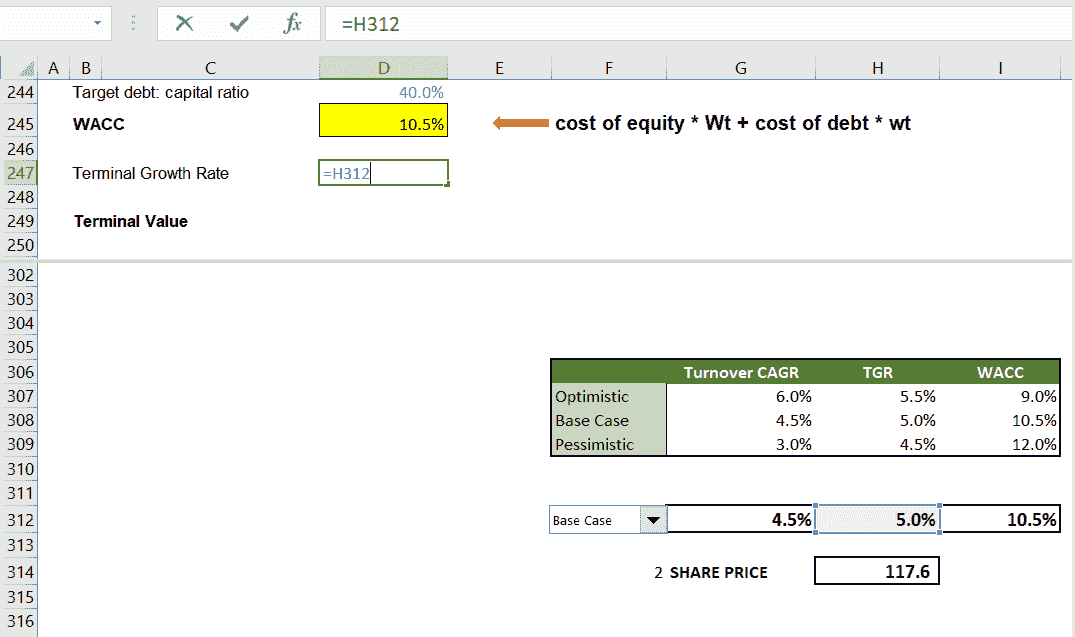 fx =H312
A B C D E F G H I
244 Target debt: capital ratio 40.0%
245 WACC 10.5% cost of equity * Wt + cost of debt * wt
246
247 Terminal Growth Rate =H312
248
249 Terminal Value
250
302
303
304
305
306 Turnover CAGR TGR WACC
307 Optimistic 6.0% 5.5% 9.0%
308 Base Case 4.5% 5.0% 10.5%
309 Pessimistic 3.0% 4.5% 12.0%
310
311
312 Base Case 4.5% 5.0% 10.5%
313
314 2 SHARE PRICE 117.6
315
316